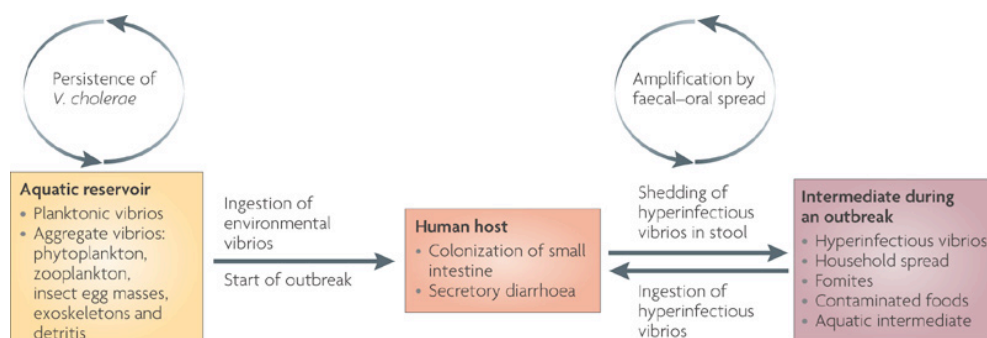 Persistence of
V. cholerae
Amplification by
faecal–oral spread
Aquatic reservoir
• Planktonic vibrios
• Aggregate vibrios:
phytoplankton,
zooplankton,
insect egg masses,
exoskeletons and
detritis
Ingestion of
environmental
vibrios
Start of outbreak
Human host
• Colonization of small
intestine
• Secretory diarrhoea
Shedding of
hyperinfectious
vibrios in stool
Ingestion of
hyperinfectious
vibrios
Intermediate during
an outbreak
• Hyperinfectious vibrios
• Household spread
• Fomites
• Contaminated foods
• Aquatic intermediate